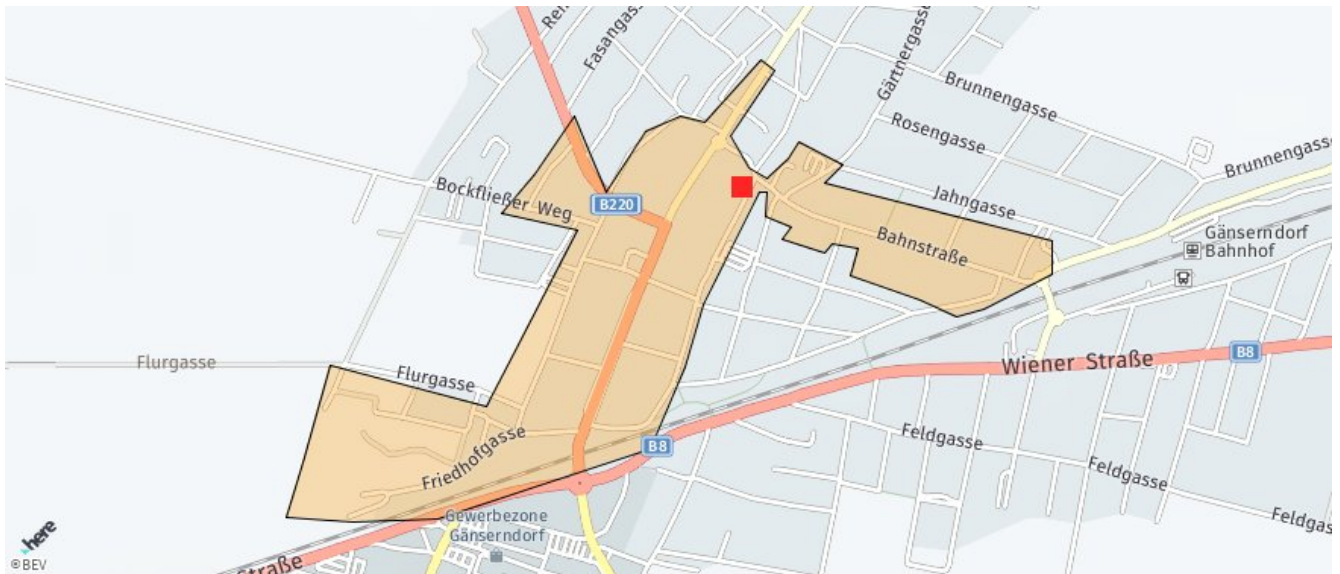 Fasangasse
Gärtnergasse
Brunnengasse
Rosengasse
Brunnengasse
Bockfließer Weg
B220
Jahngasse
Bahnstraße
Gänserndorf
Bahnhof
Flurgasse
Flurgasse
Wiener Straße
B8
Friedhofgasse
B8
Feldgasse
Feldgasse
Feldgas
Gewerbezone
Gänserndorf
here
©BEV
Straße